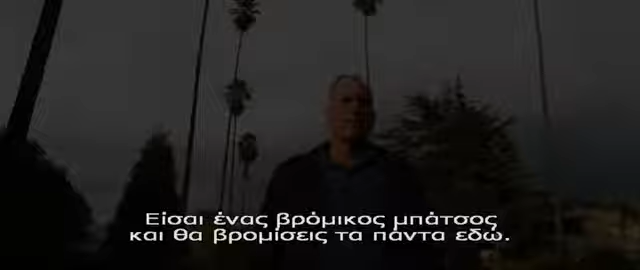 Είσαι ένας βρόμικος μπάτσος
και θα βρομίσεις τα πάντα εδώ.